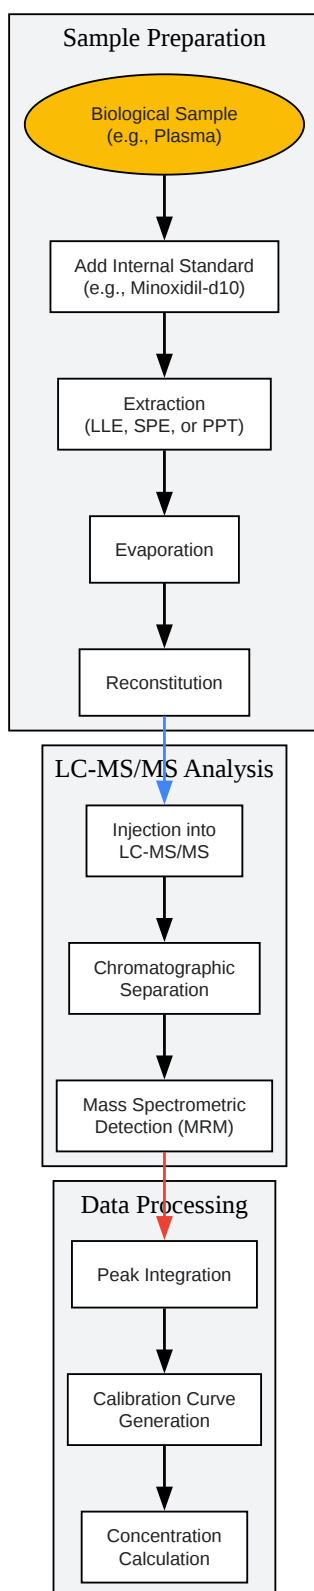 Sample Preparation
Biological Sample
(e.g., Plasma)
Add Internal Standard
(e.g., Minoxidil-d10)
Extraction
(LLE, SPE, or PPT)
Evaporation
Reconstitution
LC-MS/MS Analysis
Injection into
LC-MS/MS
Chromatographic
Separation
Mass Spectrometric
Detection (MRM)
Data Processing
Peak Integration
Calibration Curve
Generation
Concentration
Calculation